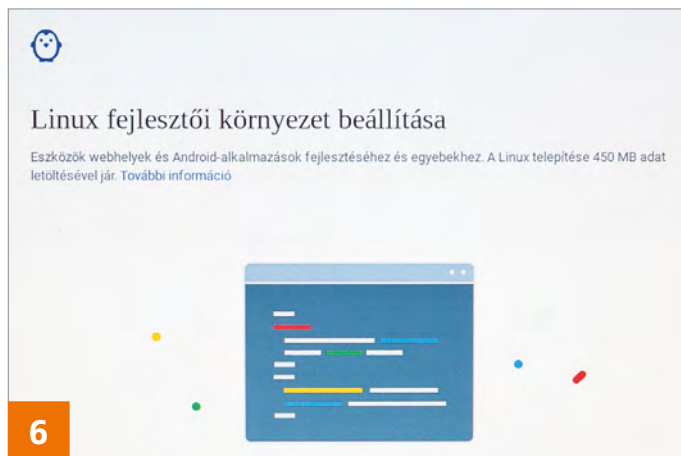 Linux fejlesztői környezet beállítása
Eszközök webhelyek és Android-alkalmazások fejlesztéséhez és egyebekhez. A Linux telepítése 450 MB adat
letöltésével jár. További információ
6